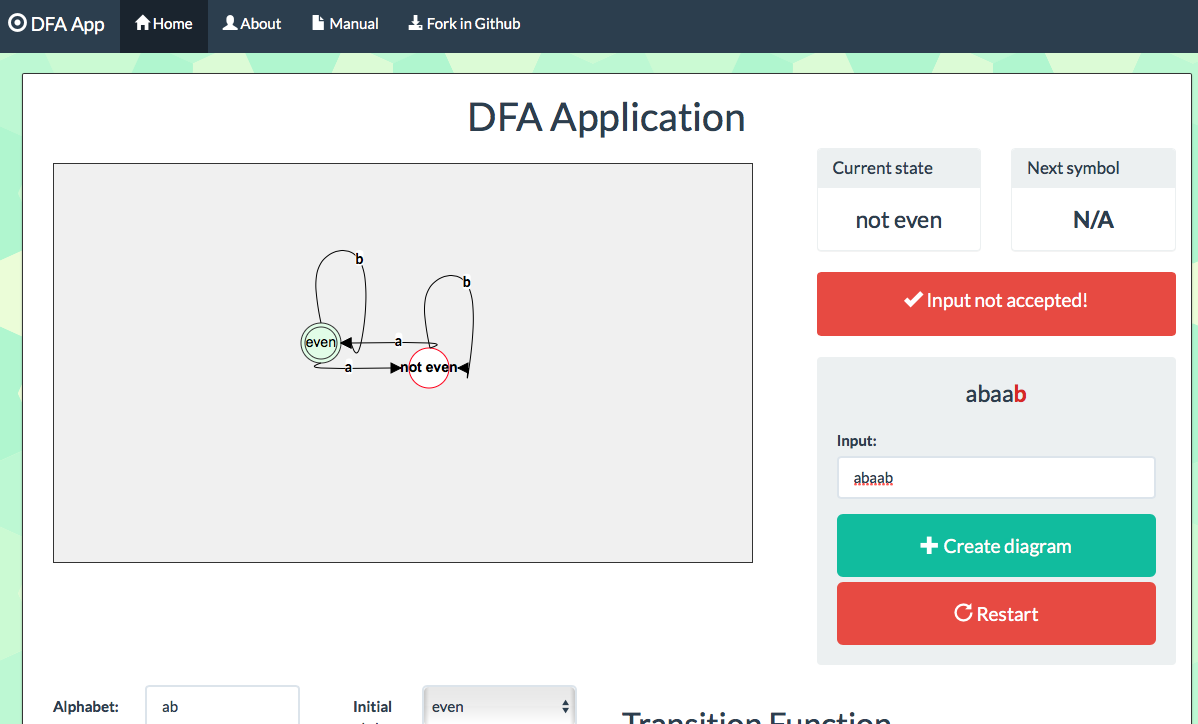 DFA App Home About Manual Fork in Github
DFA Application
Current state
not even
Next symbol
N/A
Input not accepted!
b
b
even
a
a
not even
abaab
Input:
abaab
Create diagram
Restart
Alphabet:
ab
Initial
even
Transition Function